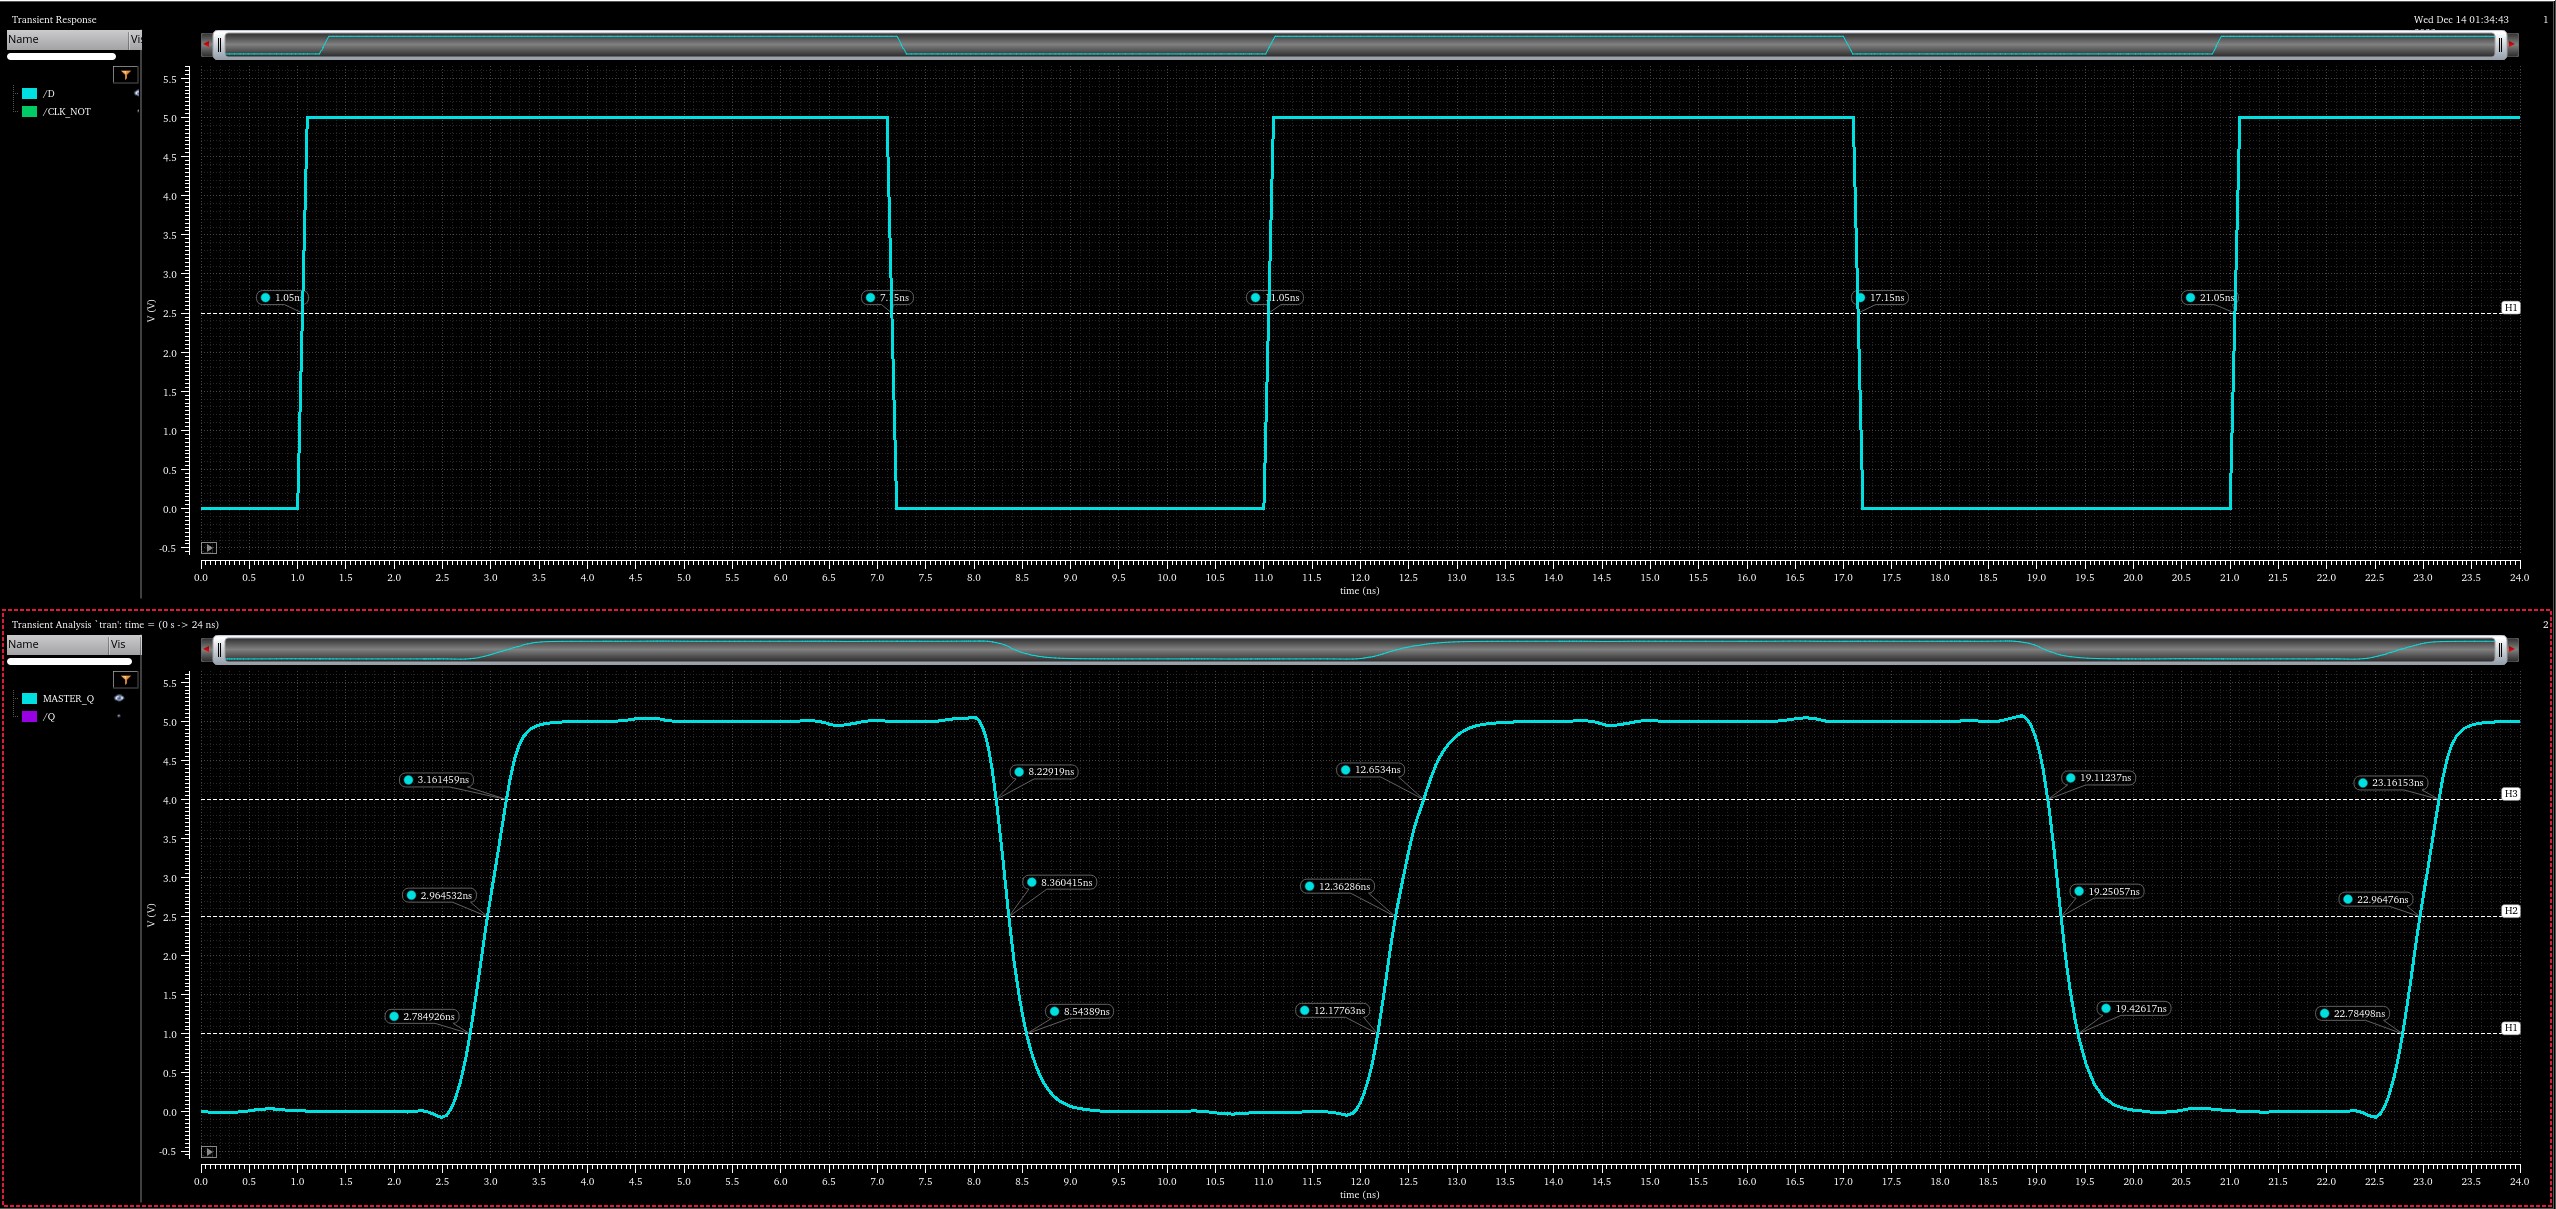 Transient Response
Wed Dec 14 01:34:43
1
Name
Vis
/D
/CLK_NOT
5.5
5.0
4.5
4.0
3.5
3.0
2.5
2.0
1.5
1.0
0.5
0.0
-0.5
V (V)
1.05ns
7.15ns
11.05ns
17.15ns
21.05ns
H1
0.0 0.5 1.0 1.5 2.0 2.5 3.0 3.5 4.0 4.5 5.0 5.5 6.0 6.5 7.0 7.5 8.0 8.5 9.0 9.5 10.0 10.5 11.0 11.5 12.0 12.5 13.0 13.5 14.0 14.5 15.0 15.5 16.0 16.5 17.0 17.5 18.0 18.5 19.0 19.5 20.0 20.5 21.0 21.5 22.0 22.5 23.0 23.5 24.0
time (ns)
Transient Analysis `tran': time = (0 s -> 24 ns)
2
Name
Vis
MASTER_Q
/Q
5.5
5.0
4.5
4.0
3.5
3.0
2.5
2.0
1.5
1.0
0.5
0.0
-0.5
V (V)
3.161459ns
8.22919ns
12.6534ns
19.11237ns
23.16153ns
H3
2.964532ns
8.360415ns
12.36286ns
19.25057ns
22.96476ns
H2
2.784926ns
8.54389ns
12.17763ns
19.42617ns
22.78498ns
H1
0.0 0.5 1.0 1.5 2.0 2.5 3.0 3.5 4.0 4.5 5.0 5.5 6.0 6.5 7.0 7.5 8.0 8.5 9.0 9.5 10.0 10.5 11.0 11.5 12.0 12.5 13.0 13.5 14.0 14.5 15.0 15.5 16.0 16.5 17.0 17.5 18.0 18.5 19.0 19.5 20.0 20.5 21.0 21.5 22.0 22.5 23.0 23.5 24.0
time (ns)